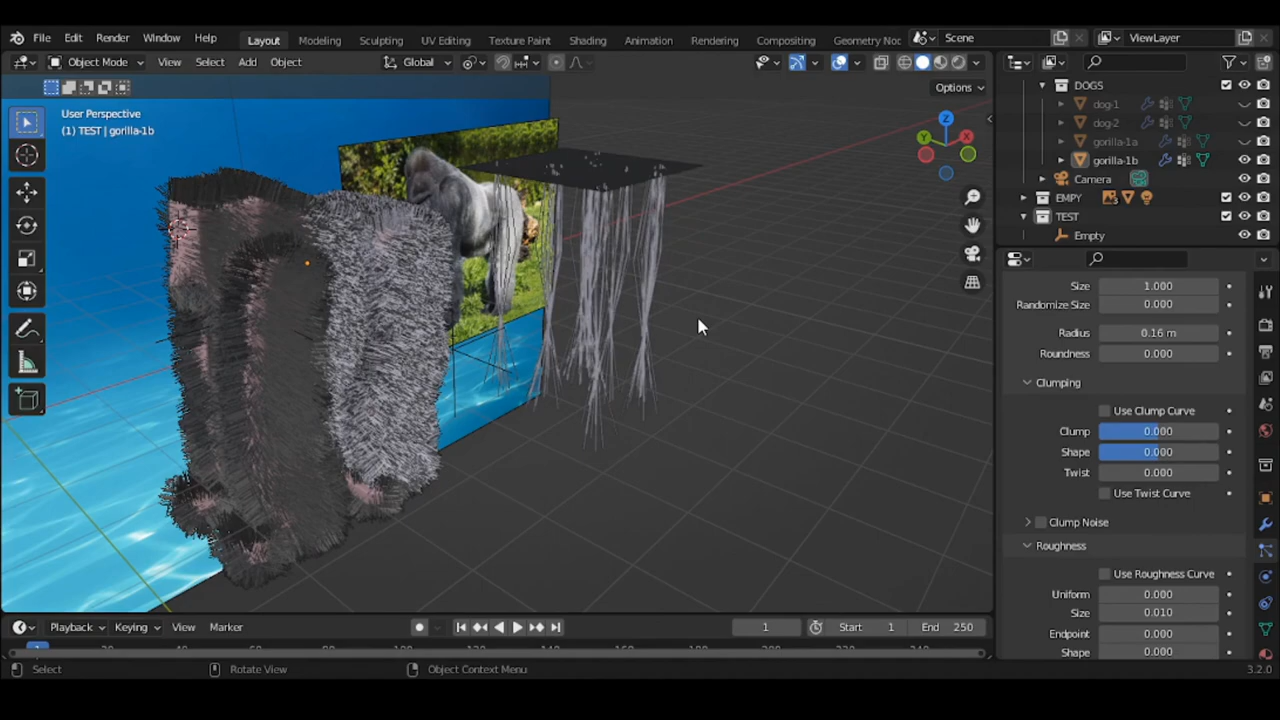 File Edit Render Window Help Layout Modeling Sculpting UV Editing Texture Paint Shading Animation Rendering Compositing Geometry Noc Scene ViewLayer
Object Mode View Select Add Object Global
Options
User Perspective
(1) TEST | gorilla-1b
Z
Y
X
DOGS
dog-1
dog-2
gorilla-1a
gorilla-1b
Camera
EMPY
TEST
Empty
Size 1.000
Randomize Size 0.000
Radius 0.16 m
Roundness 0.000
Clumping
Use Clump Curve
Clump 0.000
Shape 0.000
Twist 0.000
Use Twist Curve
Clump Noise
Roughness
Use Roughness Curve
Uniform 0.000
Size 0.010
Endpoint 0.000
Shape 0.000
Playback Keying View Marker 1 Start 1 End 250
Select Rotate View Object Context Menu 3.2.0